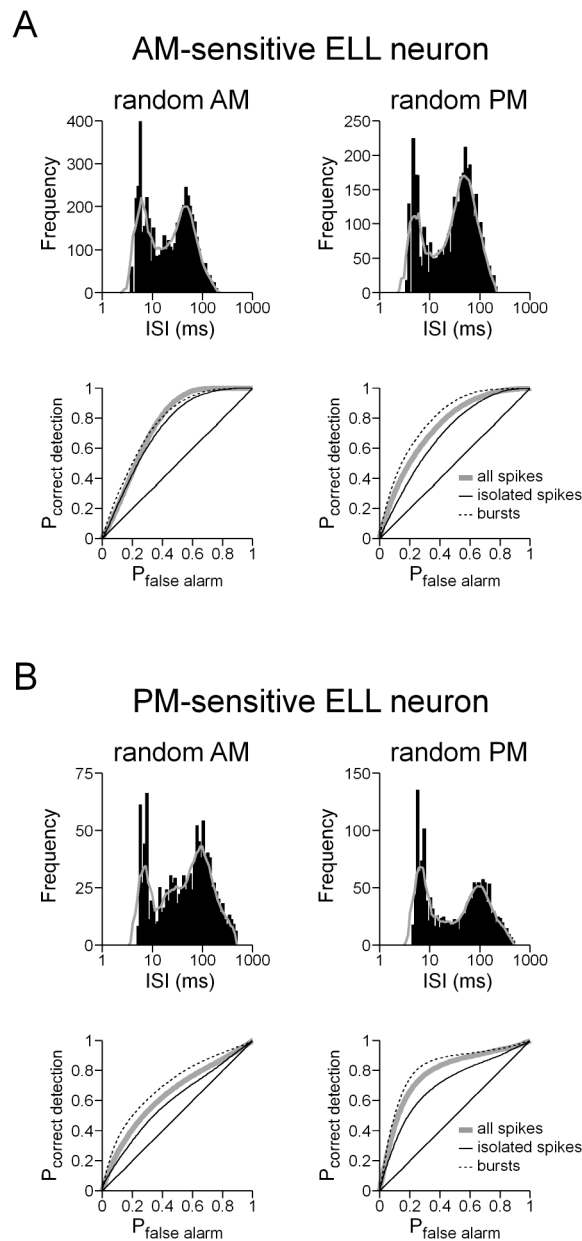 A
AM-sensitive ELL neuron
random AM
random PM
Frequency
400
300
200
100
0
1 10 100 1000
ISI (ms)
Frequency
250
200
150
100
50
0
1 10 100 1000
ISI (ms)
Pcorrect detection
1
0.8
0.6
0.4
0.2
0
0 0.2 0.4 0.6 0.8 1
Pfalse alarm
Pcorrect detection
1
0.8
0.6
0.4
0.2
0
0 0.2 0.4 0.6 0.8 1
Pfalse alarm
all spikes
isolated spikes
bursts
B
PM-sensitive ELL neuron
random AM
random PM
Frequency
75
50
25
0
1 10 100 1000
ISI (ms)
Frequency
150
100
50
0
1 10 100 1000
ISI (ms)
Pcorrect detection
1
0.8
0.6
0.4
0.2
0
0 0.2 0.4 0.6 0.8 1
Pfalse alarm
Pcorrect detection
1
0.8
0.6
0.4
0.2
0
0 0.2 0.4 0.6 0.8 1
Pfalse alarm
all spikes
isolated spikes
bursts